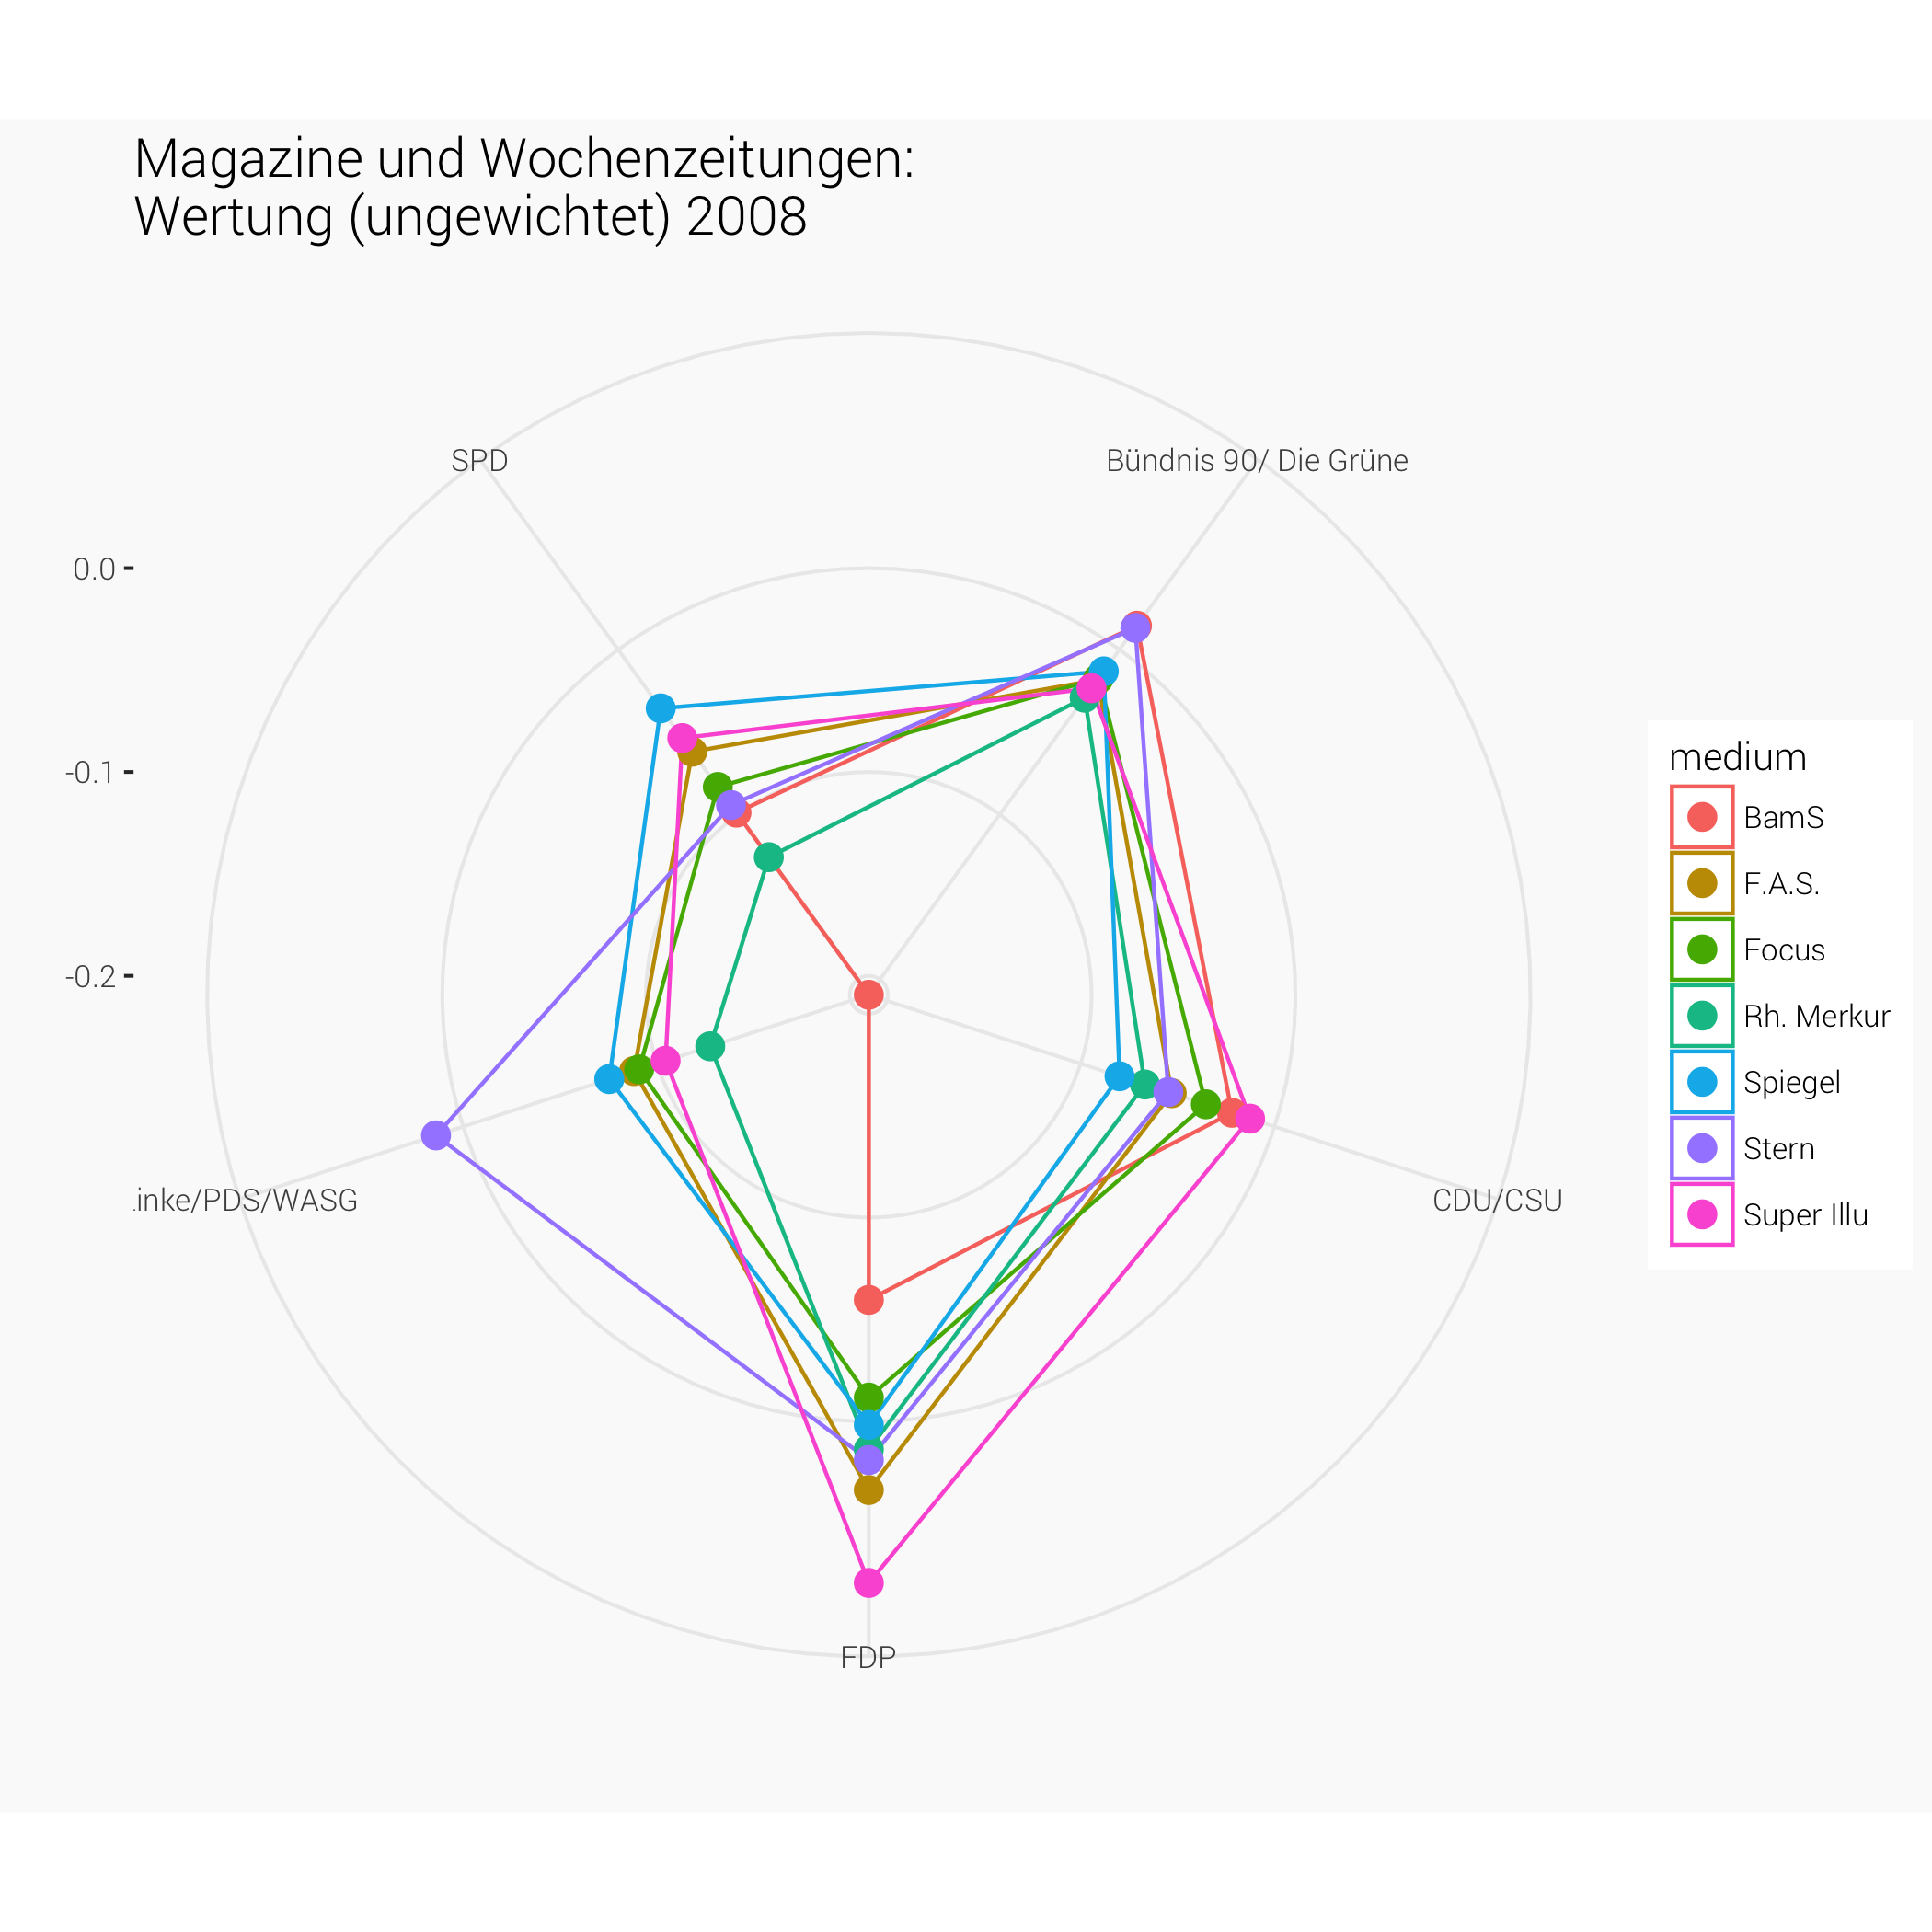 Magazine und Wochenzeitungen:
Wertung (ungewichtet) 2008
SPD
Bündnis 90/ Die Grüne
0.0
-0.1
-0.2
.inke/PDS/WASG
CDU/CSU
FDP
medium
BamS
F.A.S.
Focus
Rh. Merkur
Spiegel
Stern
Super Illu